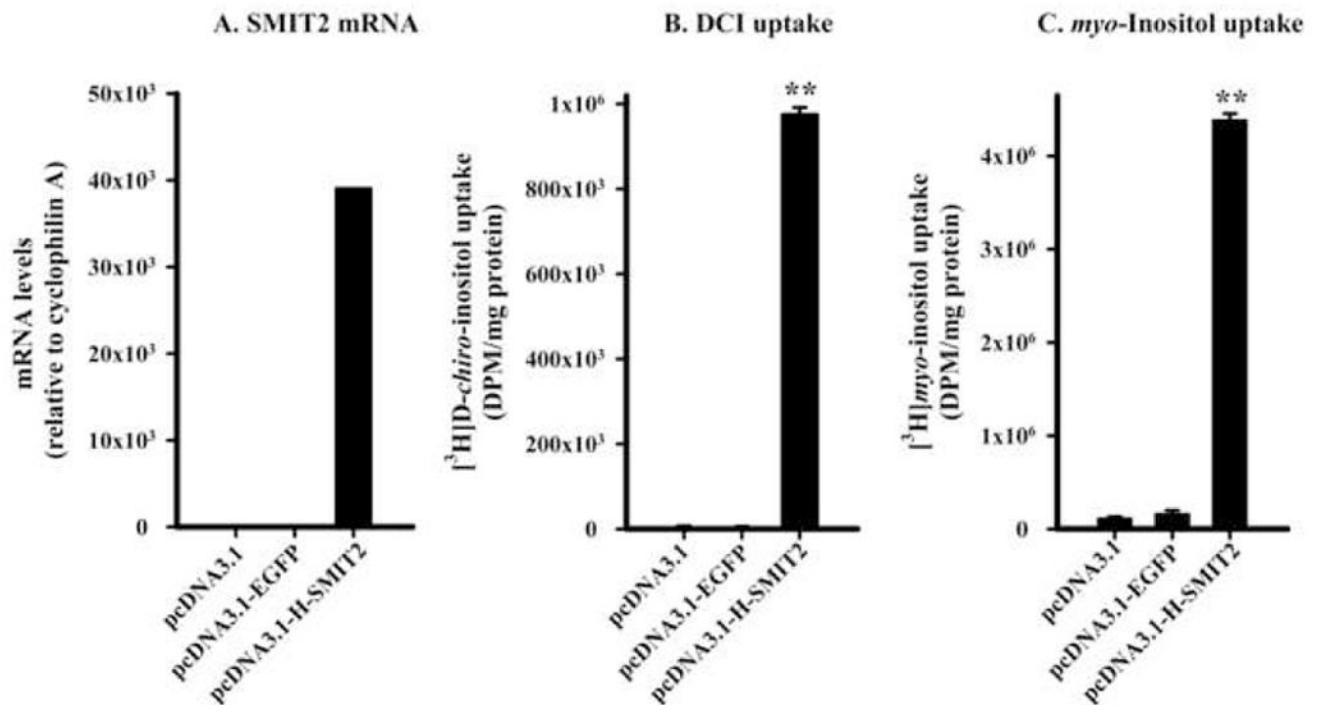 A. SMIT2 mRNA
mRNA levels
(relative to cyclophilin A)
50x10³
40x10³
30x10³
20x10³
10x10³
0
pcDNA3.1
pcDNA3.1-EGFP
pcDNA3.1-H-SMIT2
B. DCI uptake
[³H]D-chiro-inositol uptake
(DPM/mg protein)
1x10⁶
800x10³
600x10³
400x10³
200x10³
0
**
pcDNA3.1
pcDNA3.1-EGFP
pcDNA3.1-H-SMIT2
C. myo-Inositol uptake
[³H]myo-inositol uptake
(DPM/mg protein)
4x10⁶
3x10⁶
2x10⁶
1x10⁶
0
**
pcDNA3.1
pcDNA3.1-EGFP
pcDNA3.1-H-SMIT2